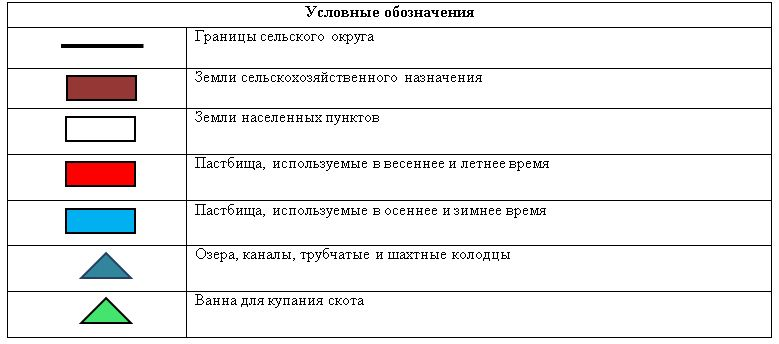 Условные обозначения
Границы сельского округа
Земли сельскохозяйственного назначения
Земли населенных пунктов
Пастбища, используемые в весеннее и летнее время
Пастбища, используемые в осеннее и зимнее время
Озера, каналы, трубчатые и шахтные колодцы
Ванна для купания скота